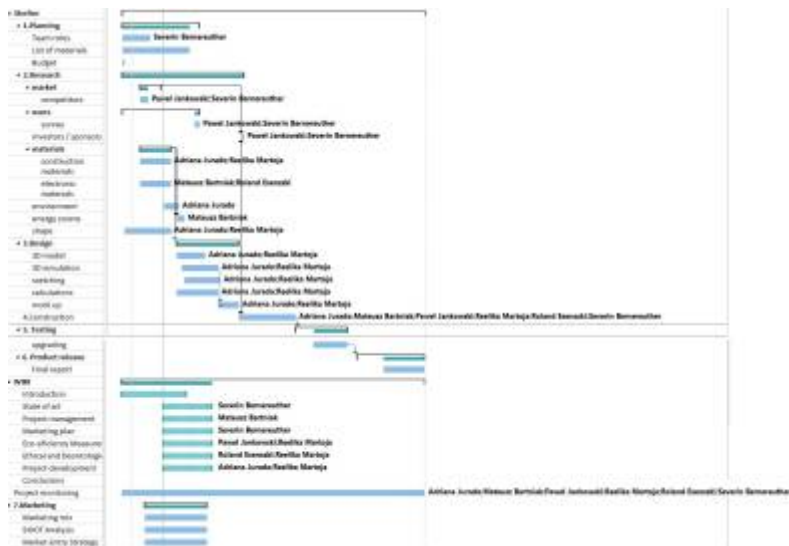 Shelter
1.Planning
Team roles Severin Bernereuther
List of materials
Budget
2.Research
market
competitors Pawel Jankowski;Severin Bernereuther
users
survey Pawel Jankowski;Severin Bernereuther
investors / sponsors Pawel Jankowski;Severin Bernereuther
materials
construction Adriana Jurado;Reelika Martoja
materials
electronic Mateusz Bartniak;Roland
materials
environment Adriana Jurado
energy Mateusz Bartniak
shape Adriana Jurado;Reelika Martoja
3.Design
3D model Adriana Jurado;Reelika Martoja
3D simulation Adriana Jurado;Reelika Martoja
sketching Adriana Jurado;Reelika Martoja
calculations Adriana Jurado;Reelika Martoja
mock up Adriana Jurado;Reelika Martoja
4.construction Adriana Jurado;Mateusz Bartniak;Pawel Jankowski;Reelika Martoja;Roland Severin Bernereuther
5. Testing
upgrading
6. Product release
Final report
WIKI
Introduction
State of art Severin Bernereuther
Project management Mateusz Bartniak
Marketing plan Severin Bernereuther
Eco-efficiency Measures Pawel Jankowski;Reelika Martoja
Ethical and Deontologic Roland Reelika Martoja
Project development Adriana Jurado;Reelika Martoja
Conclusions
Project monitoring Adriana Jurado;Mateusz Bartniak;Pawel Jankowski;Reelika Martoja;Roland Severin Bernereuther
7.Marketing
Marketing mix
SWOT Analysis
Market Entry Strategy